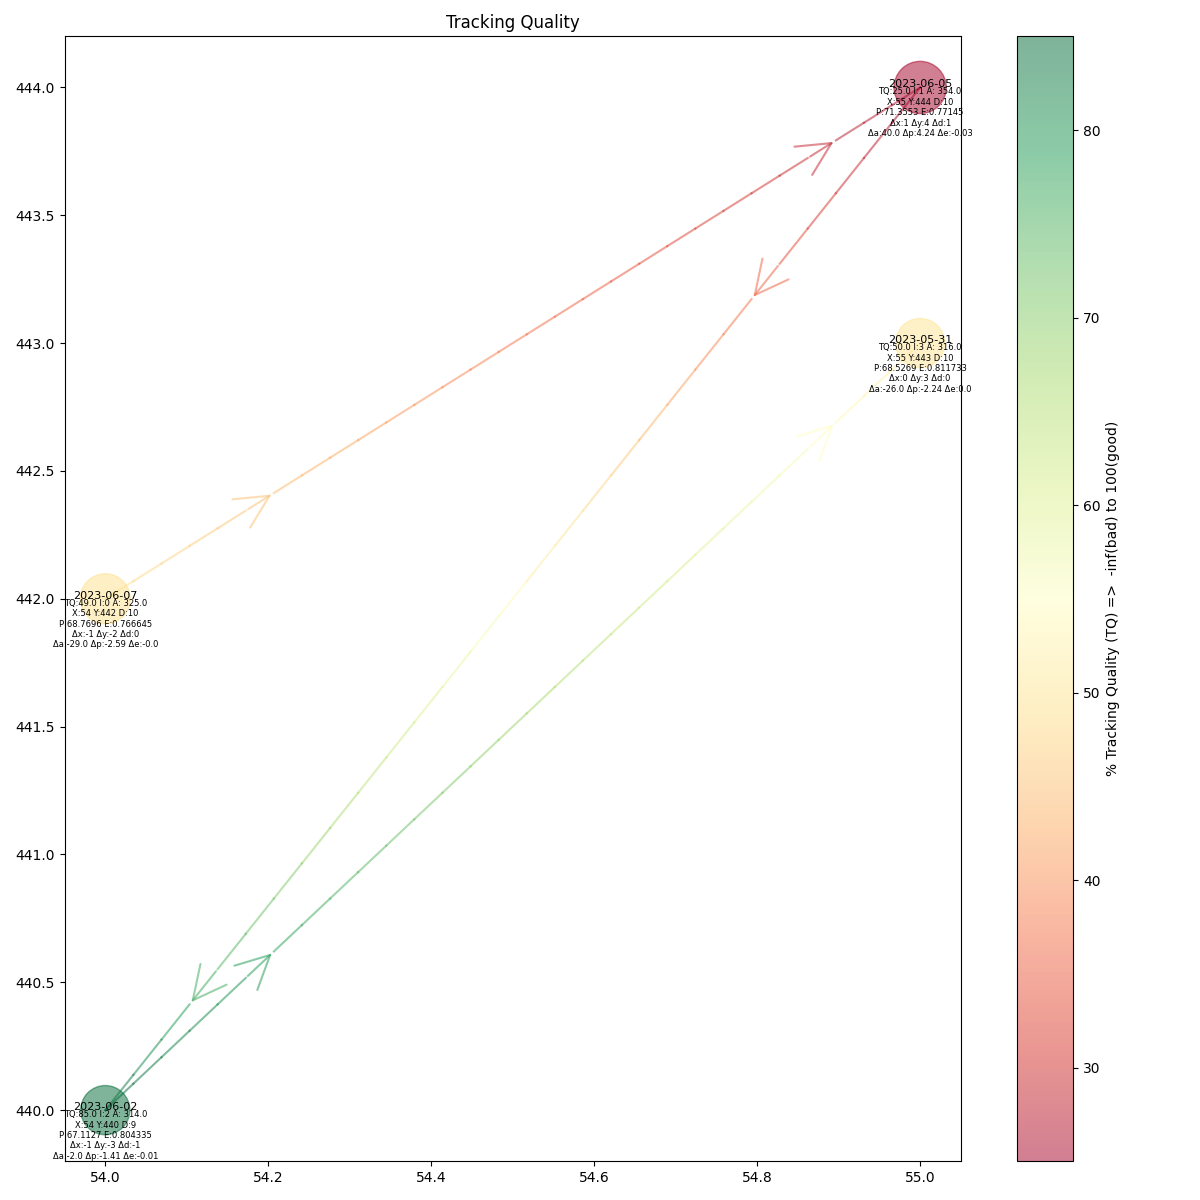 Tracking Quality
444.0
443.5
443.0
442.5
442.0
441.5
441.0
440.5
440.0
54.0
54.2
54.4
54.6
54.8
55.0
2023-06-05
TQ:25.0 I:1 A: 354.0
X:55 Y:444 D:10
P:71.3553 E:0.77145
Δx:1 Δy:4 Δd:1
Δa:40.0 Δp:4.24 Δe:-0.03
2023-05-31
TQ:50.0 I:3 A: 316.0
X:55 Y:443 D:10
P:68.5269 E:0.811733
Δx:0 Δy:3 Δd:0
Δa:-26.0 Δp:-2.24 Δe:0.0
2023-06-07
TQ:49.0 I:0 A: 325.0
X:54 Y:442 D:10
P:68.7696 E:0.766645
Δx:-1 Δy:-2 Δd:0
Δa:-29.0 Δp:-2.59 Δe:-0.0
2023-06-02
TQ:85.0 I:2 A: 314.0
X:54 Y:440 D:9
P:67.1127 E:0.804335
Δx:-1 Δy:-3 Δd:-1
Δa:-2.0 Δp:-1.41 Δe:-0.01
80
70
60
50
40
30
% Tracking Quality (TQ) => -inf(bad) to 100(good)